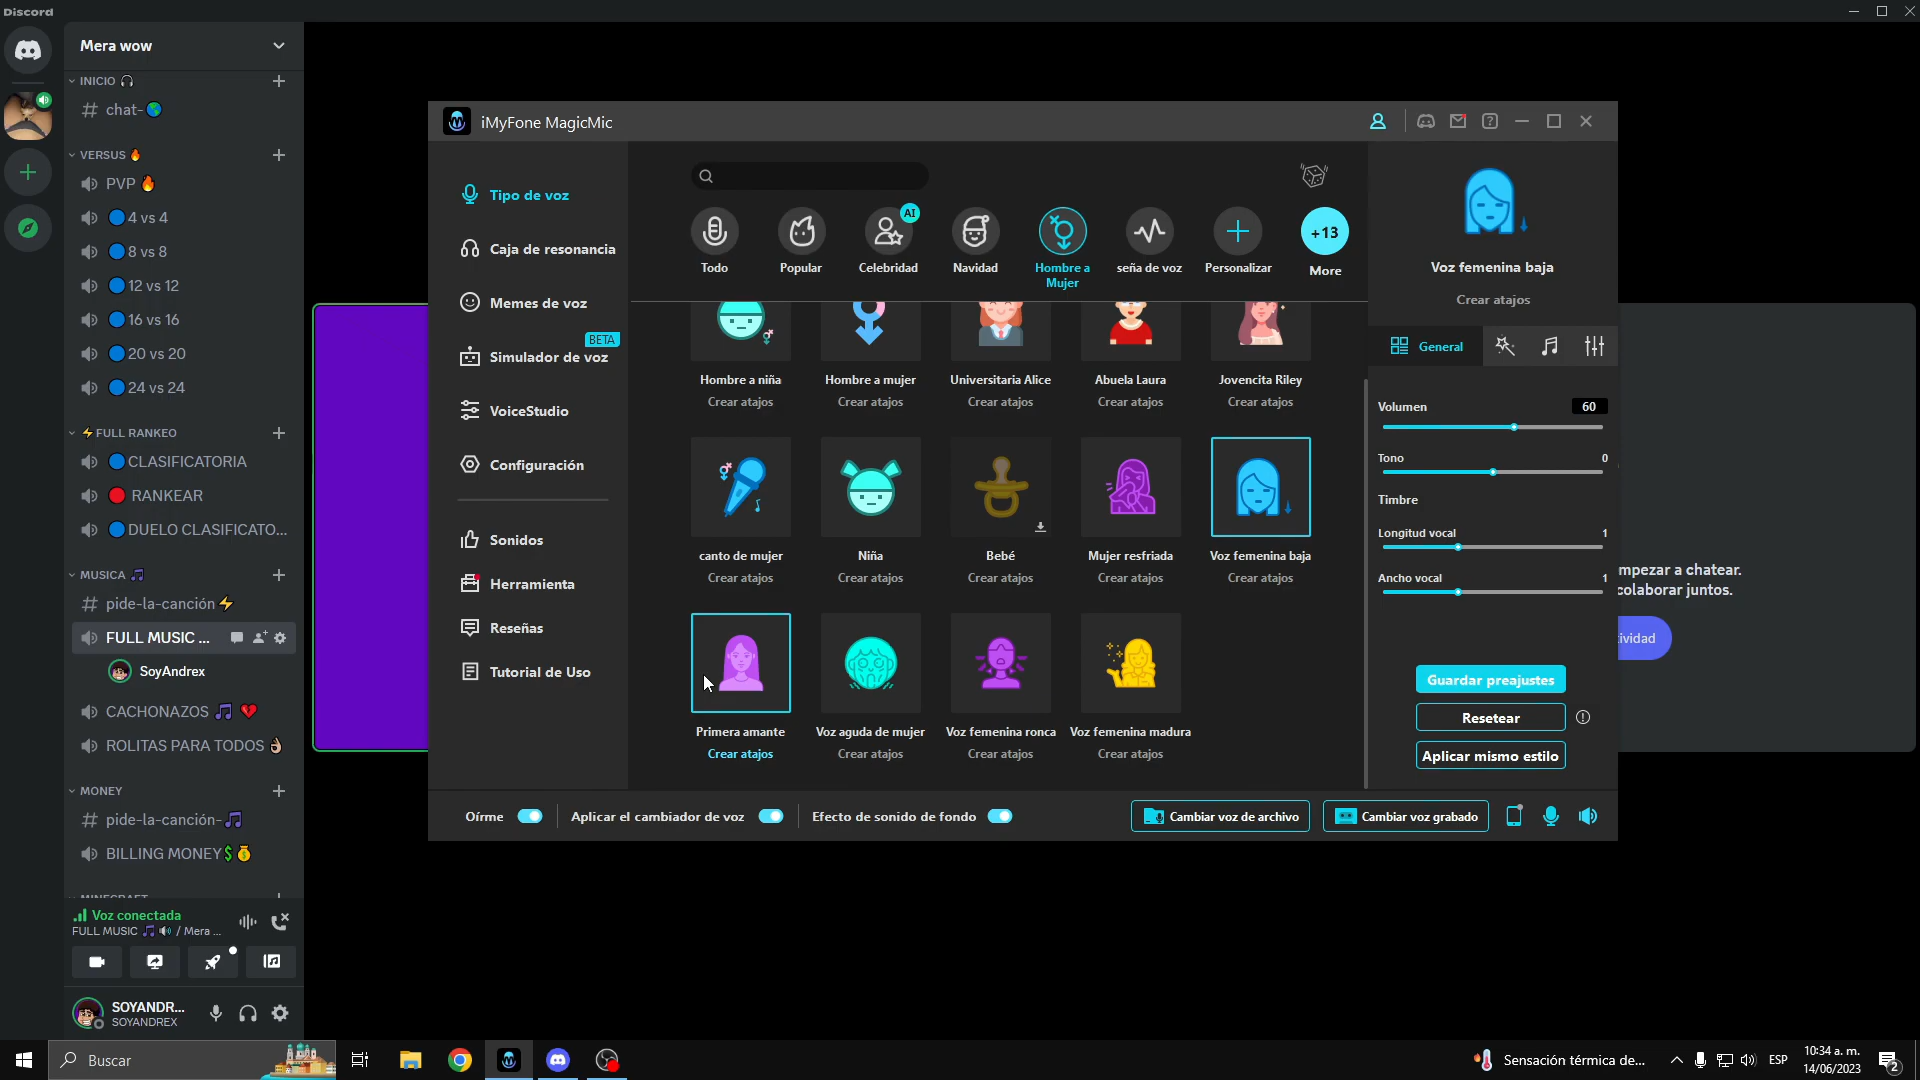 Discord
Mera wow
INICIO
chat-
VERSUS
PVP
4 vs 4
8 vs 8
12 vs 12
16 vs 16
20 vs 20
24 vs 24
FULL RANKEO
CLASIFICATORIA
RANKEAR
DUELO CLASIFICATO...
MUSICA
pide-la-canción
FULL MUSIC ...
SoyAndrex
CACHONAZOS
ROLITAS PARA TODOS
MONEY
pide-la-canción-
BILLING MONEY
MINECRAFT
Voz conectada
FULL MUSIC / Mera ...
SOYANDR...
SOYANDREX
iMyFone MagicMic
Tipo de voz
Caja de resonancia
Memes de voz
BETA
Simulador de voz
VoiceStudio
Configuración
Sonidos
Herramienta
Reseñas
Tutorial de Uso
AI
+13
Todo
Popular
Celebridad
Navidad
Hombre a
Mujer
seña de voz
Personalizar
More
Hombre a niña
Hombre a mujer
Universitaria Alice
Abuela Laura
Jovencita Riley
Crear atajos
Crear atajos
Crear atajos
Crear atajos
Crear atajos
canto de mujer
Niña
Bebé
Mujer resfriada
Voz femenina baja
Crear atajos
Crear atajos
Crear atajos
Crear atajos
Crear atajos
Primera amante
Voz aguda de mujer
Voz femenina ronca
Voz femenina madura
Crear atajos
Crear atajos
Crear atajos
Crear atajos
Voz femenina baja
Crear atajos
General
Volumen 60
Tono 0
Timbre
Longitud vocal 1
Ancho vocal 1
Guardar preajustes
Resetear
Aplicar mismo estilo
Oírme
Aplicar el cambiador de voz
Efecto de sonido de fondo
Cambiar voz de archivo
Cambiar voz grabado
mpezar a chatear.
colaborar juntos.
ividad
Buscar
Sensación térmica de...
ESP
10:34 a. m.
14/06/2023
2